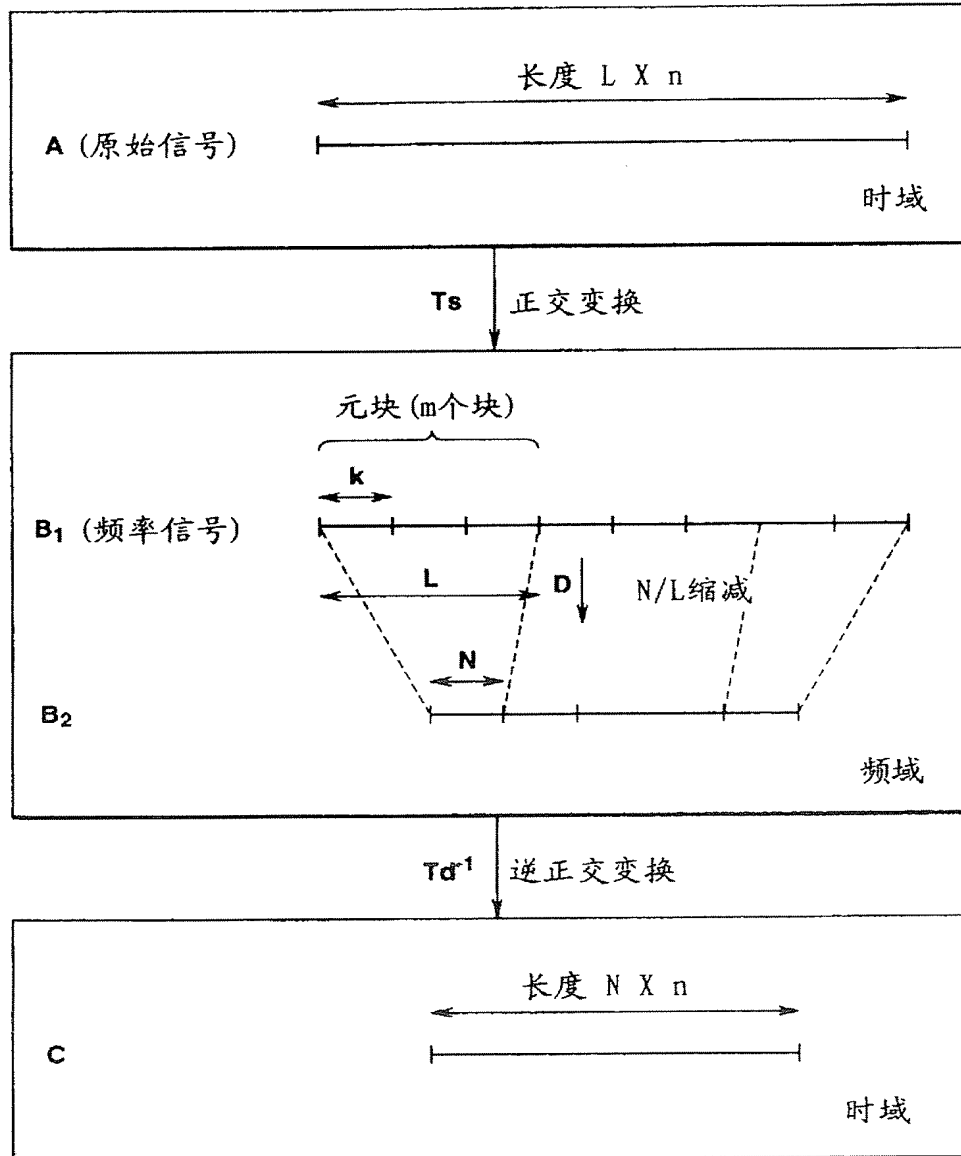 长度 L X n
A (原始信号)
时域
Ts 正交变换
元块(m个块)
k
B₁ (频率信号)
L
D
N/L缩减
N
B₂
频域
Td⁻¹ 逆正交变换
长度 N X n
C
时域